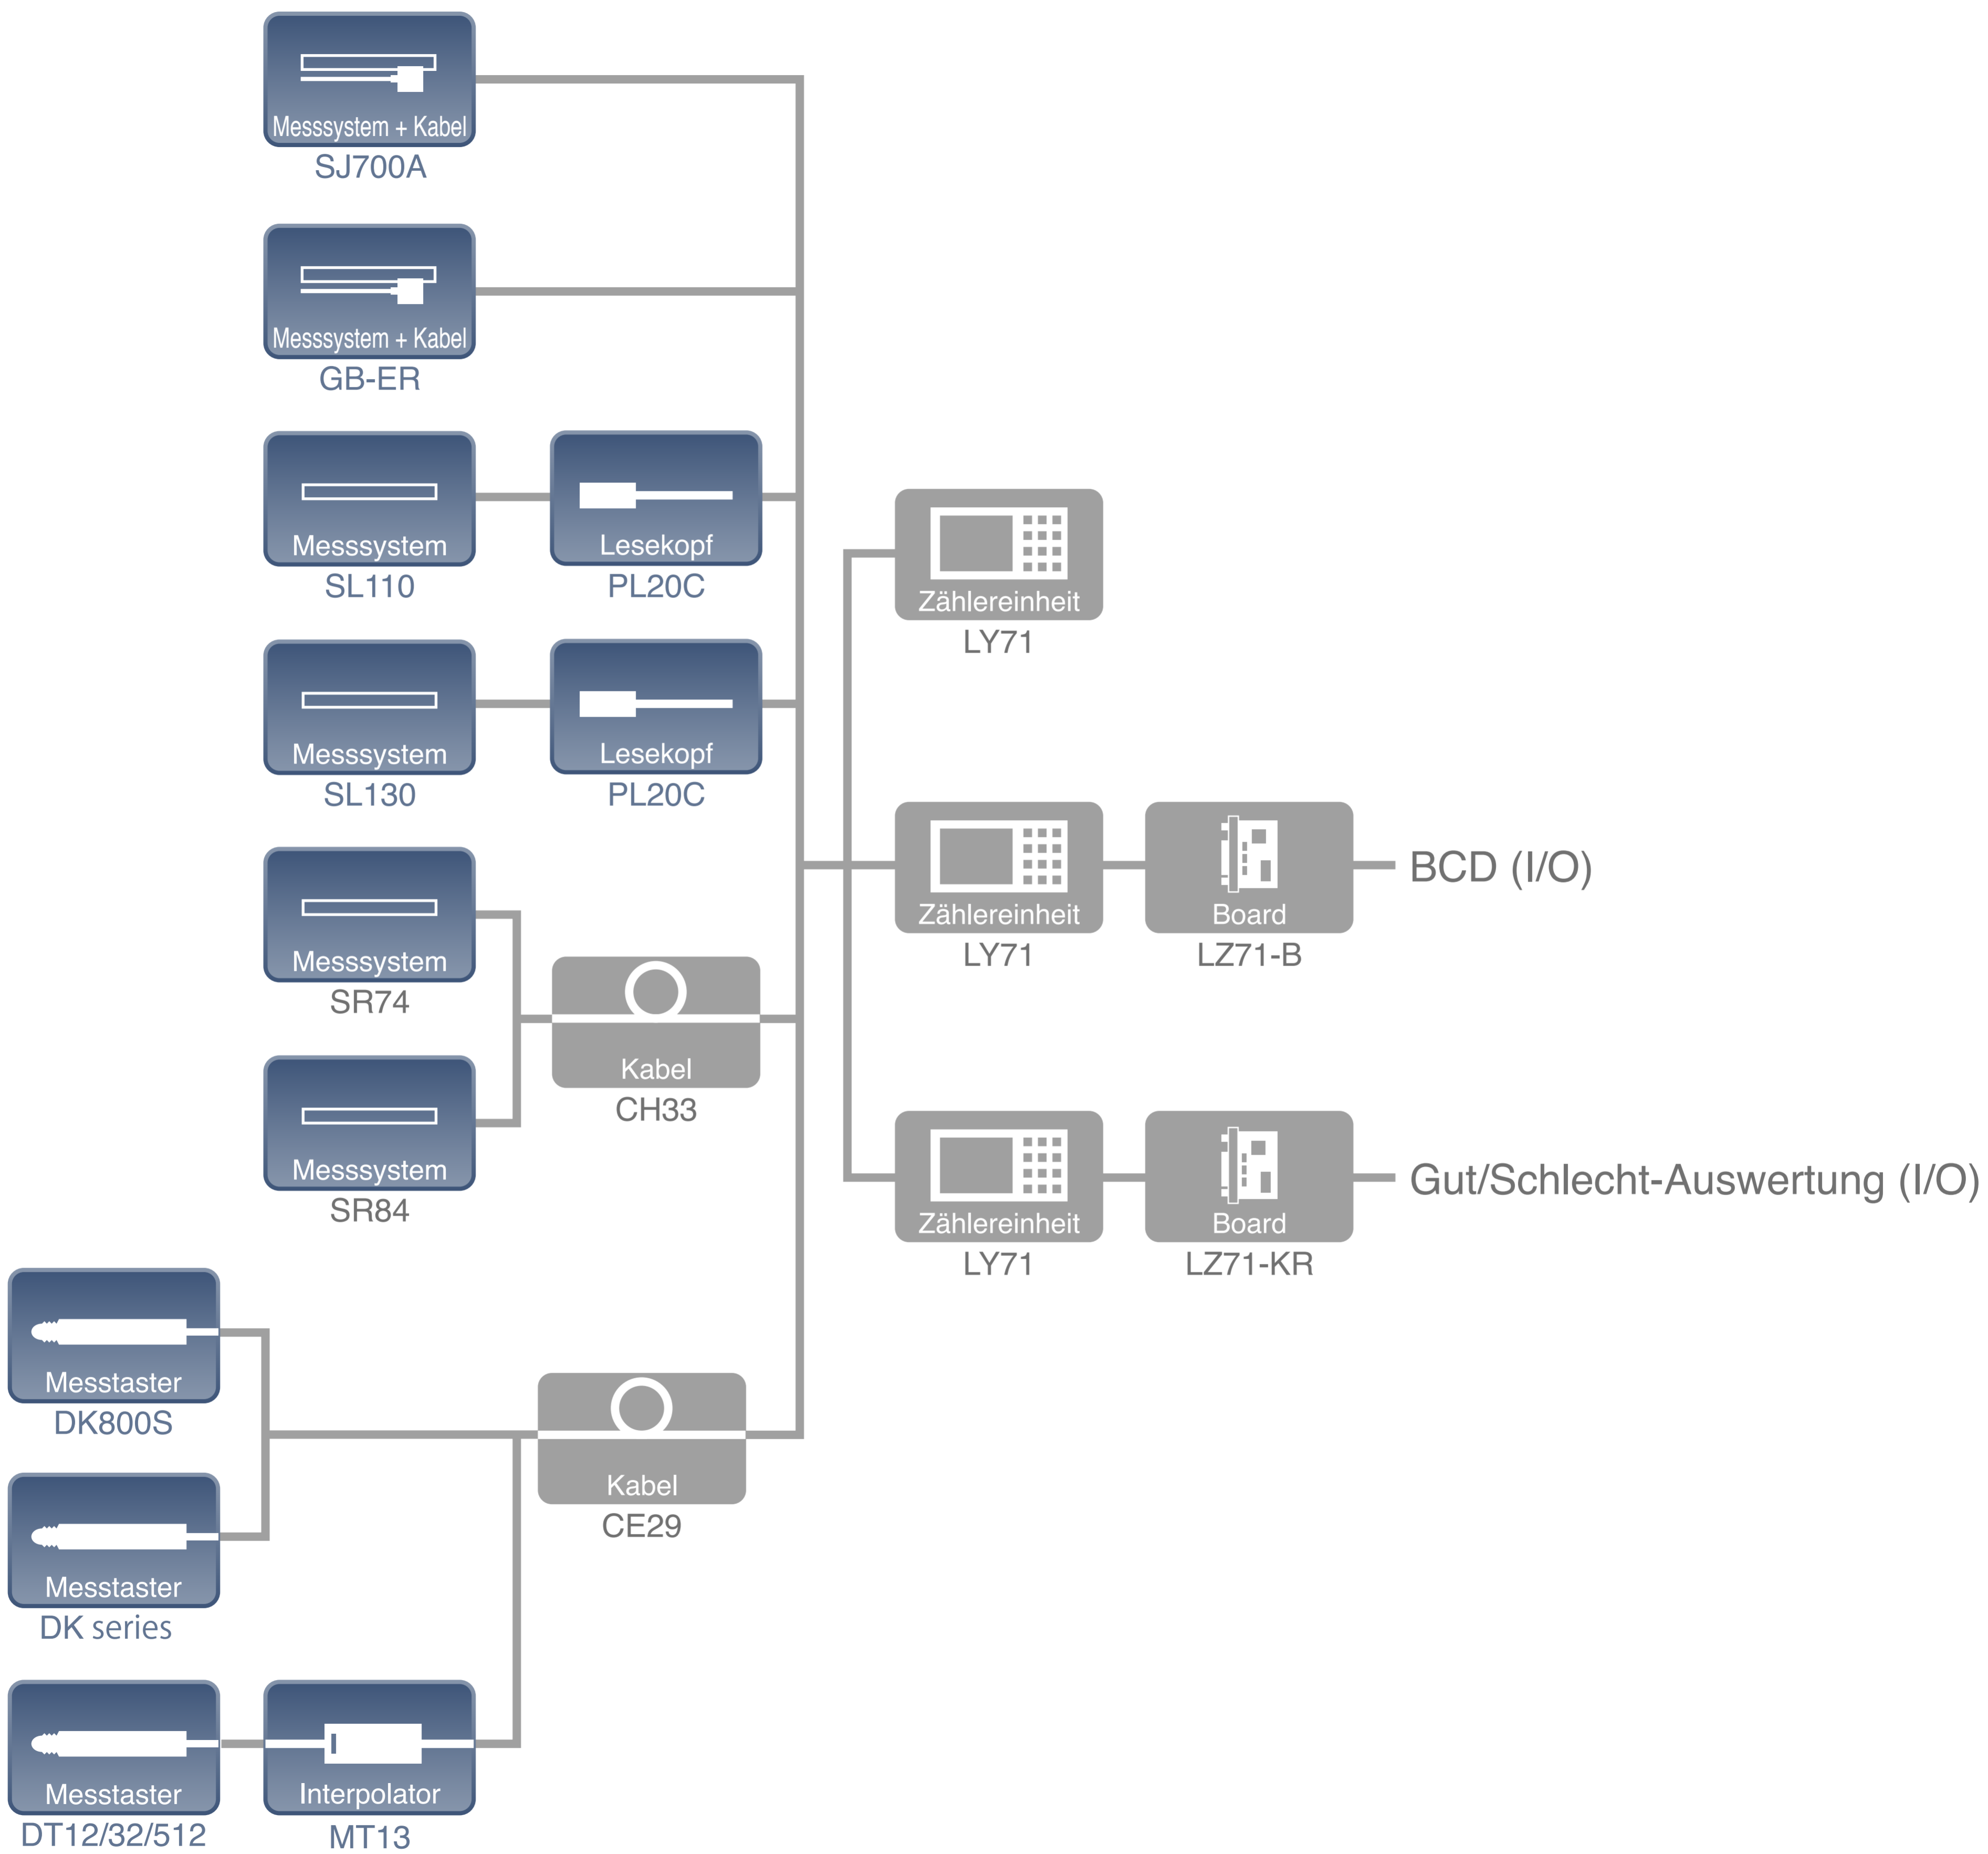 Messsystem + Kabel
SJ700A
Messsystem + Kabel
GB-ER
Messsystem
SL110
Lesekopf
PL20C
Messsystem
SL130
Lesekopf
PL20C
Messsystem
SR74
Messsystem
SR84
Kabel
CH33
Messtaster
DK800S
Messtaster
DK series
Messtaster
DT12/32/512
Interpolator
MT13
Kabel
CE29
Zählereinheit
LY71
Zählereinheit
LY71
Board
LZ71-B
BCD (I/O)
Zählereinheit
LY71
Board
LZ71-KR
Gut/Schlecht-Auswertung (I/O)